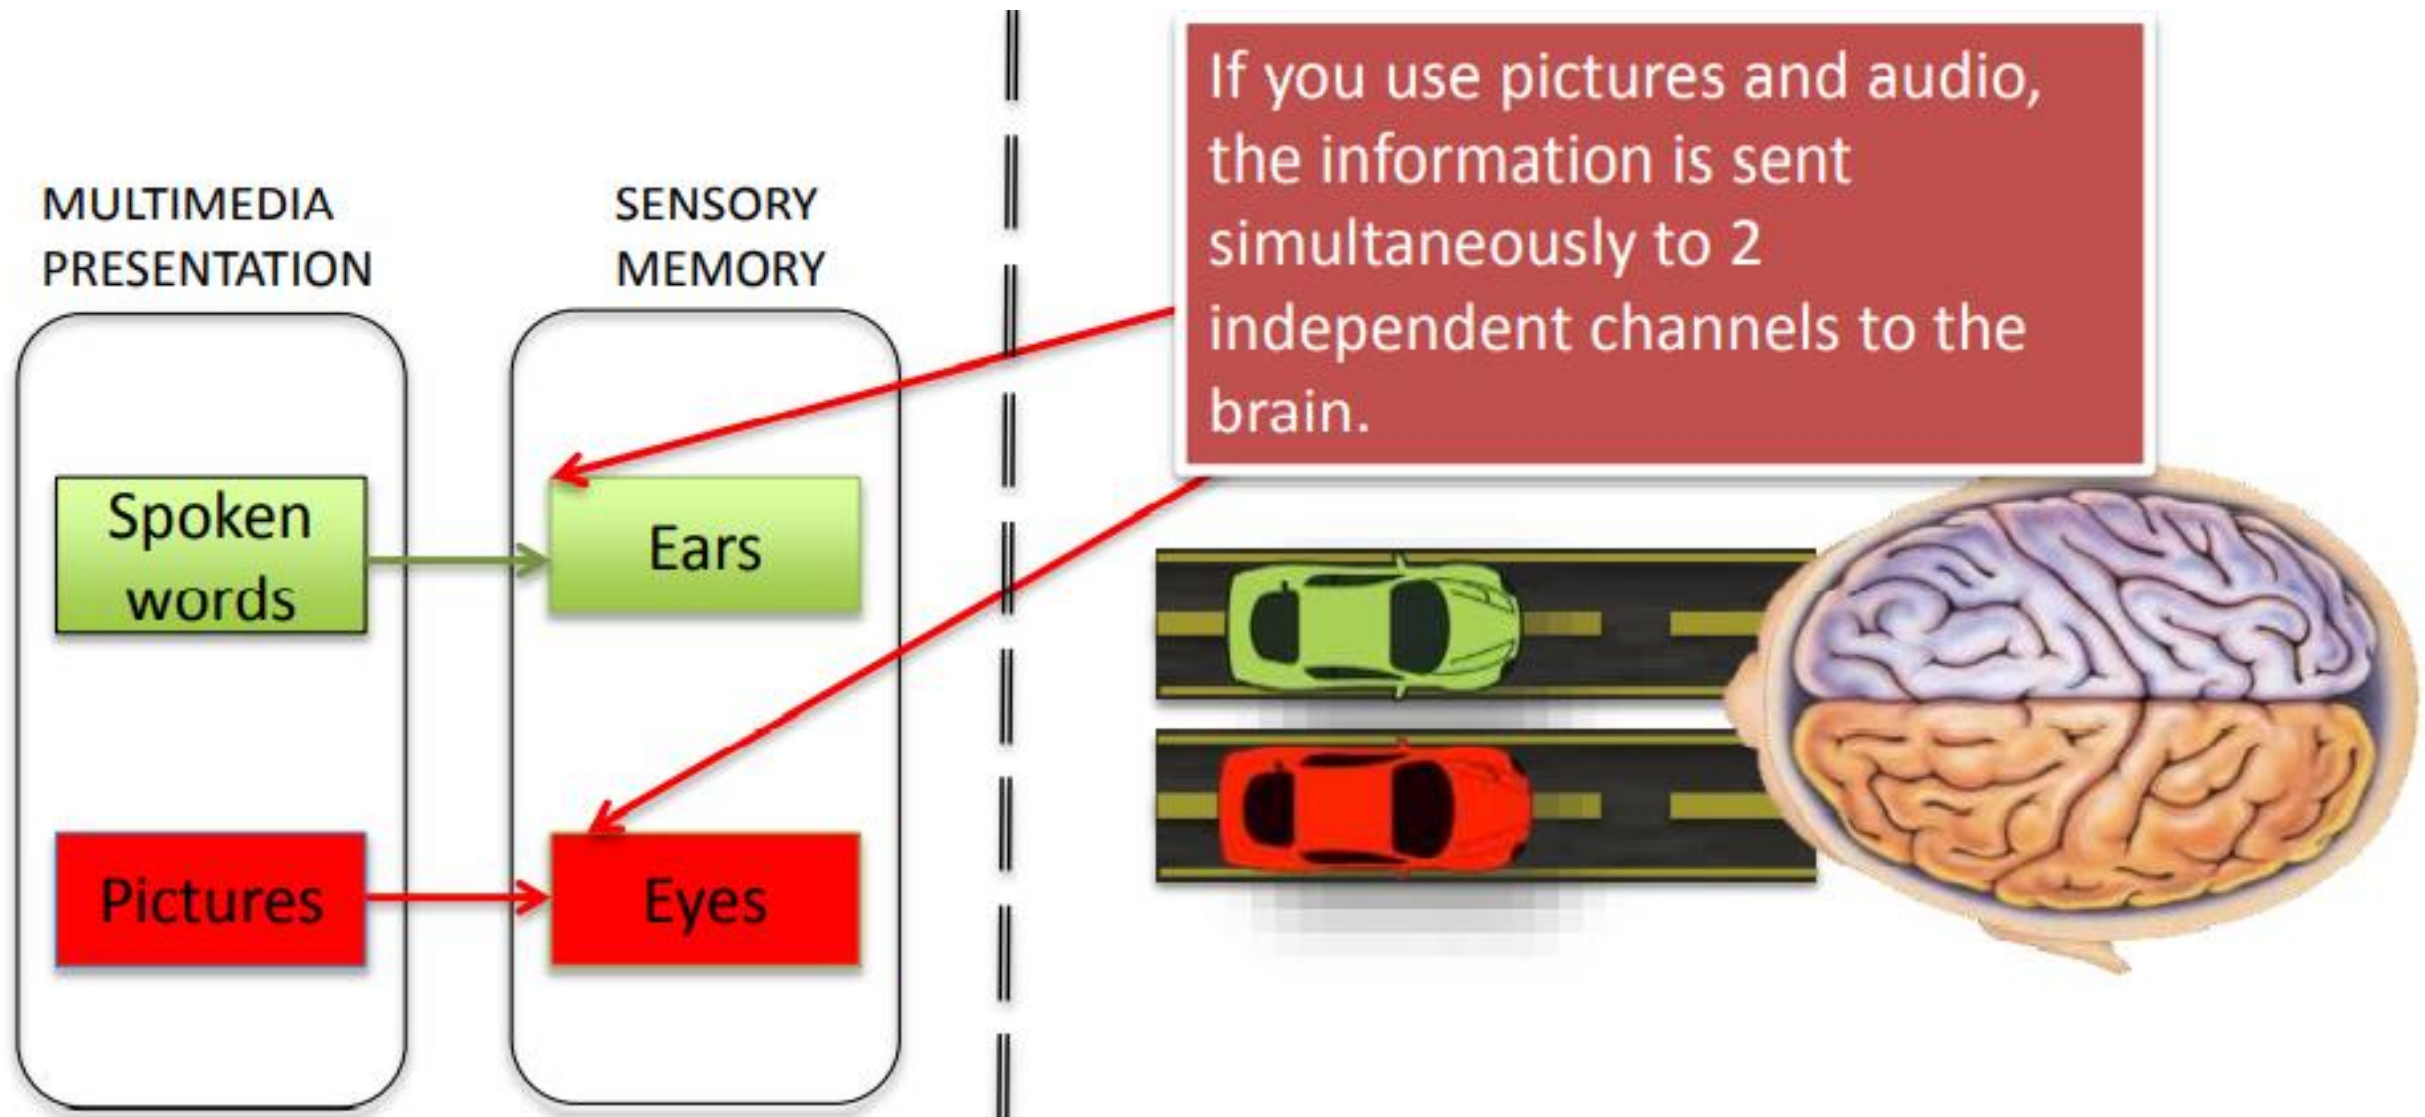 MULTIMEDIA
PRESENTATION
SENSORY
MEMORY
Spoken
words
Ears
Pictures
Eyes
If you use pictures and audio,
the information is sent
simultaneously to 2
independent channels to the
brain.